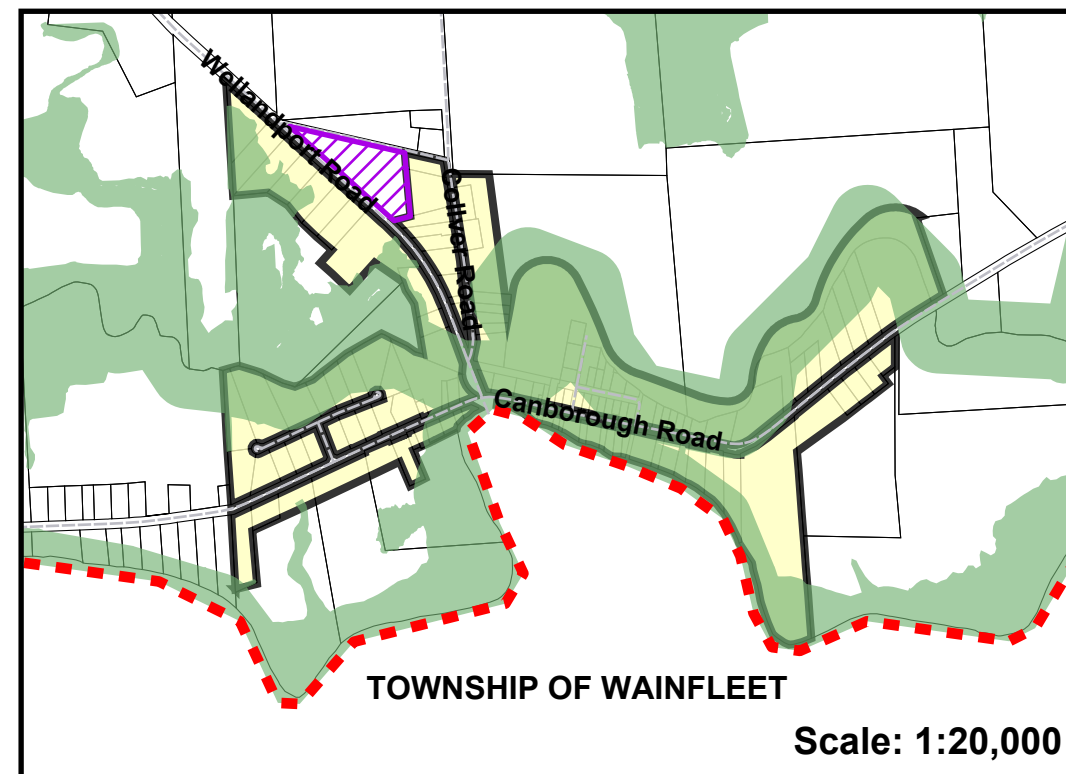 Wellandport Road
Colliver Road
Canborough Road
TOWNSHIP OF WAINFLEET
Scale: 1:20,000